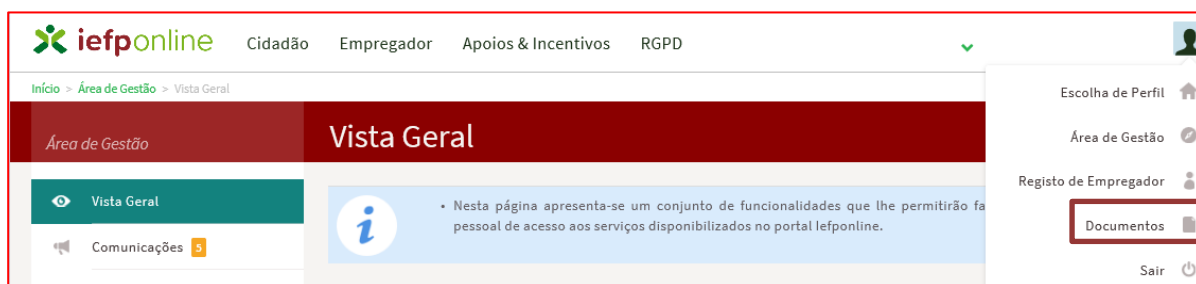 iefponline Cidadão Empregador Apoios & Incentivos RGPD
Início > Área de Gestão > Vista Geral
Área de Gestão
Vista Geral
Comunicações 5
Vista Geral
• Nesta página apresenta-se um conjunto de funcionalidades que lhe permitirão fa
pessoal de acesso aos serviços disponibilizados no portal Iefponline.
Escolha de Perfil
Área de Gestão
Registo de Empregador
Documentos
Sair